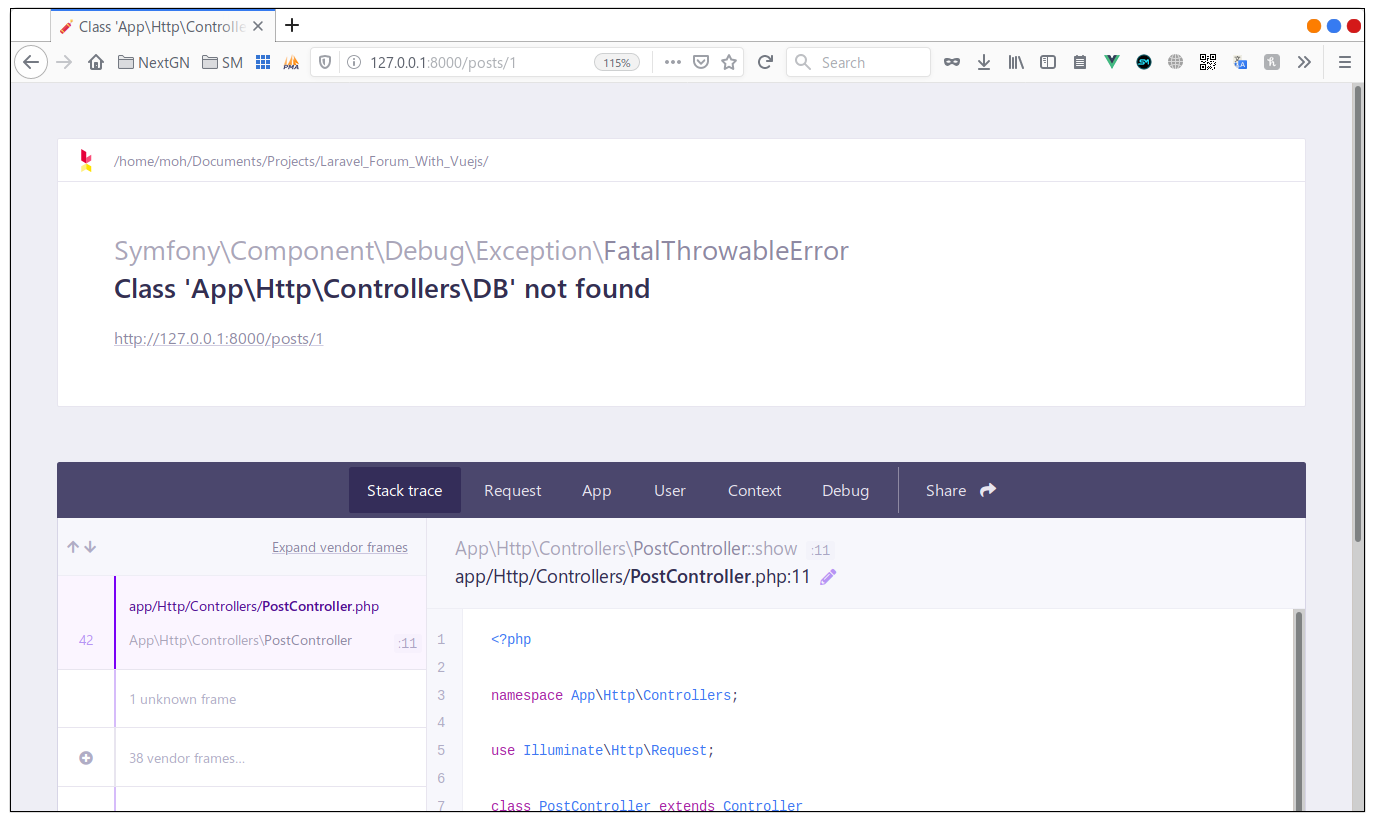 Class 'App\Http\Controlle
NextGN SM PMA 127.0.0.1:8000/posts/1 115% Search
/home/moh/Documents/Projects/Laravel_Forum_With_Vuejs/
Symfony\Component\Debug\Exception\FatalThrowableError
Class 'App\Http\Controllers\DB' not found
http://127.0.0.1:8000/posts/1
Stack trace Request App User Context Debug Share
Expand vendor frames
app/Http/Controllers/PostController.php
42 App\Http\Controllers\PostController :11
1 unknown frame
38 vendor frames...
App\Http\Controllers\PostController::show :11
app/Http/Controllers/PostController.php:11
1 <?php
2
3 namespace App\Http\Controllers;
4
5 use Illuminate\Http\Request;
6
7 class PostController extends Controller